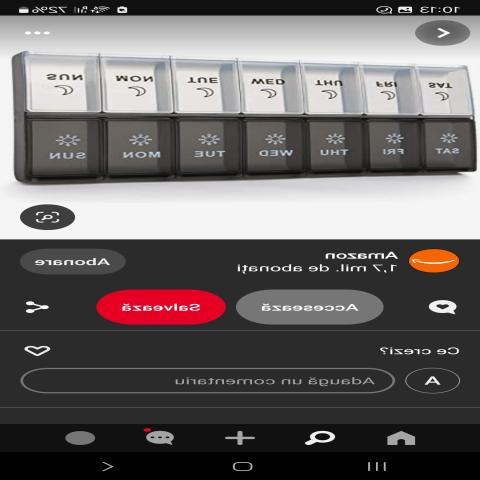 10:13
72%
SUN MON TUE WED THU FRI SAT
SUN MON TUE WED THU FRI SAT
Amazon
1,7 mil. de abonați
Abonare
Accesează
Salvează
Ce crezi?
A
Adaugă un comentariu